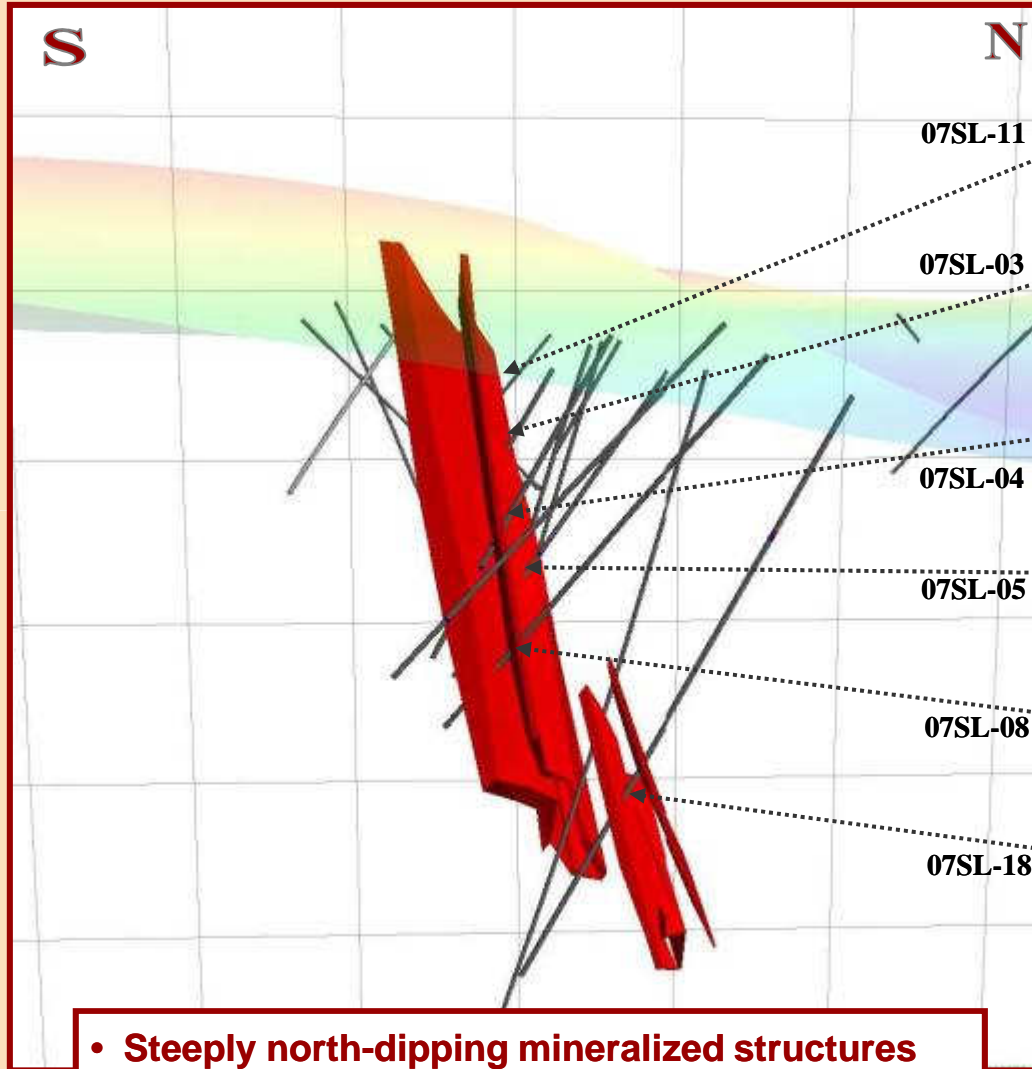 S
N
07SL-11
07SL-03
07SL-04
07SL-05
07SL-08
07SL-18
• Steeply north-dipping mineralized structures